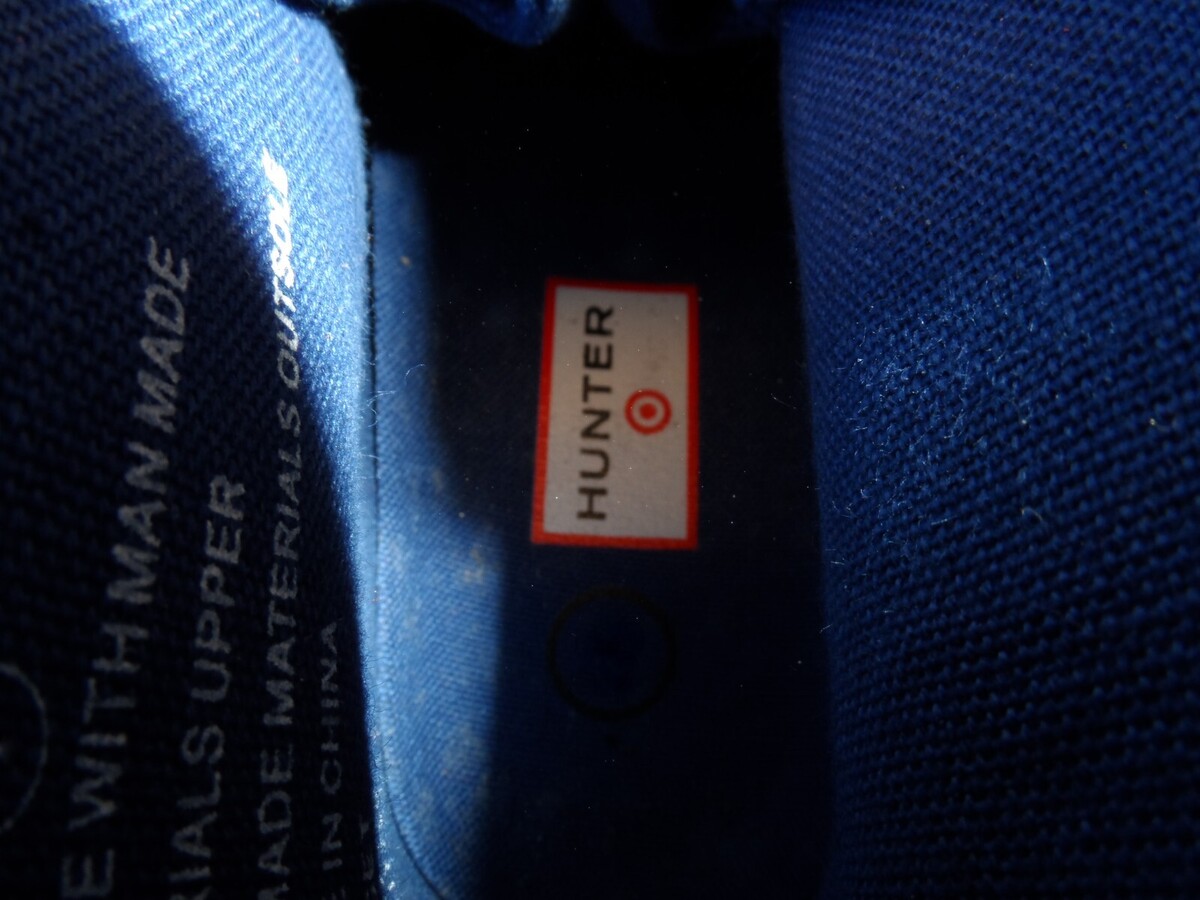 E WITH MAN MADE
RIALS UPPER
MADE MATERIALS OUTSOLE
E IN CHINA
HUNTER